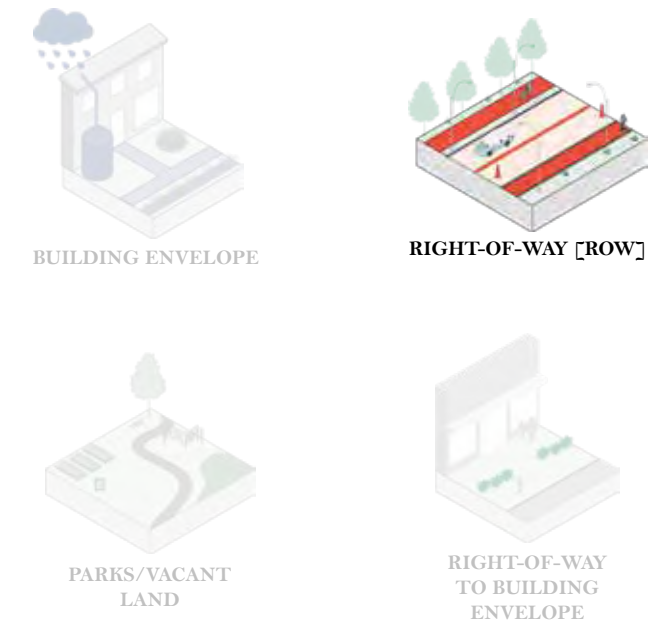 BUILDING ENVELOPE
RIGHT-OF-WAY [ROW]
PARKS/VACANT
LAND
RIGHT-OF-WAY
TO BUILDING
ENVELOPE